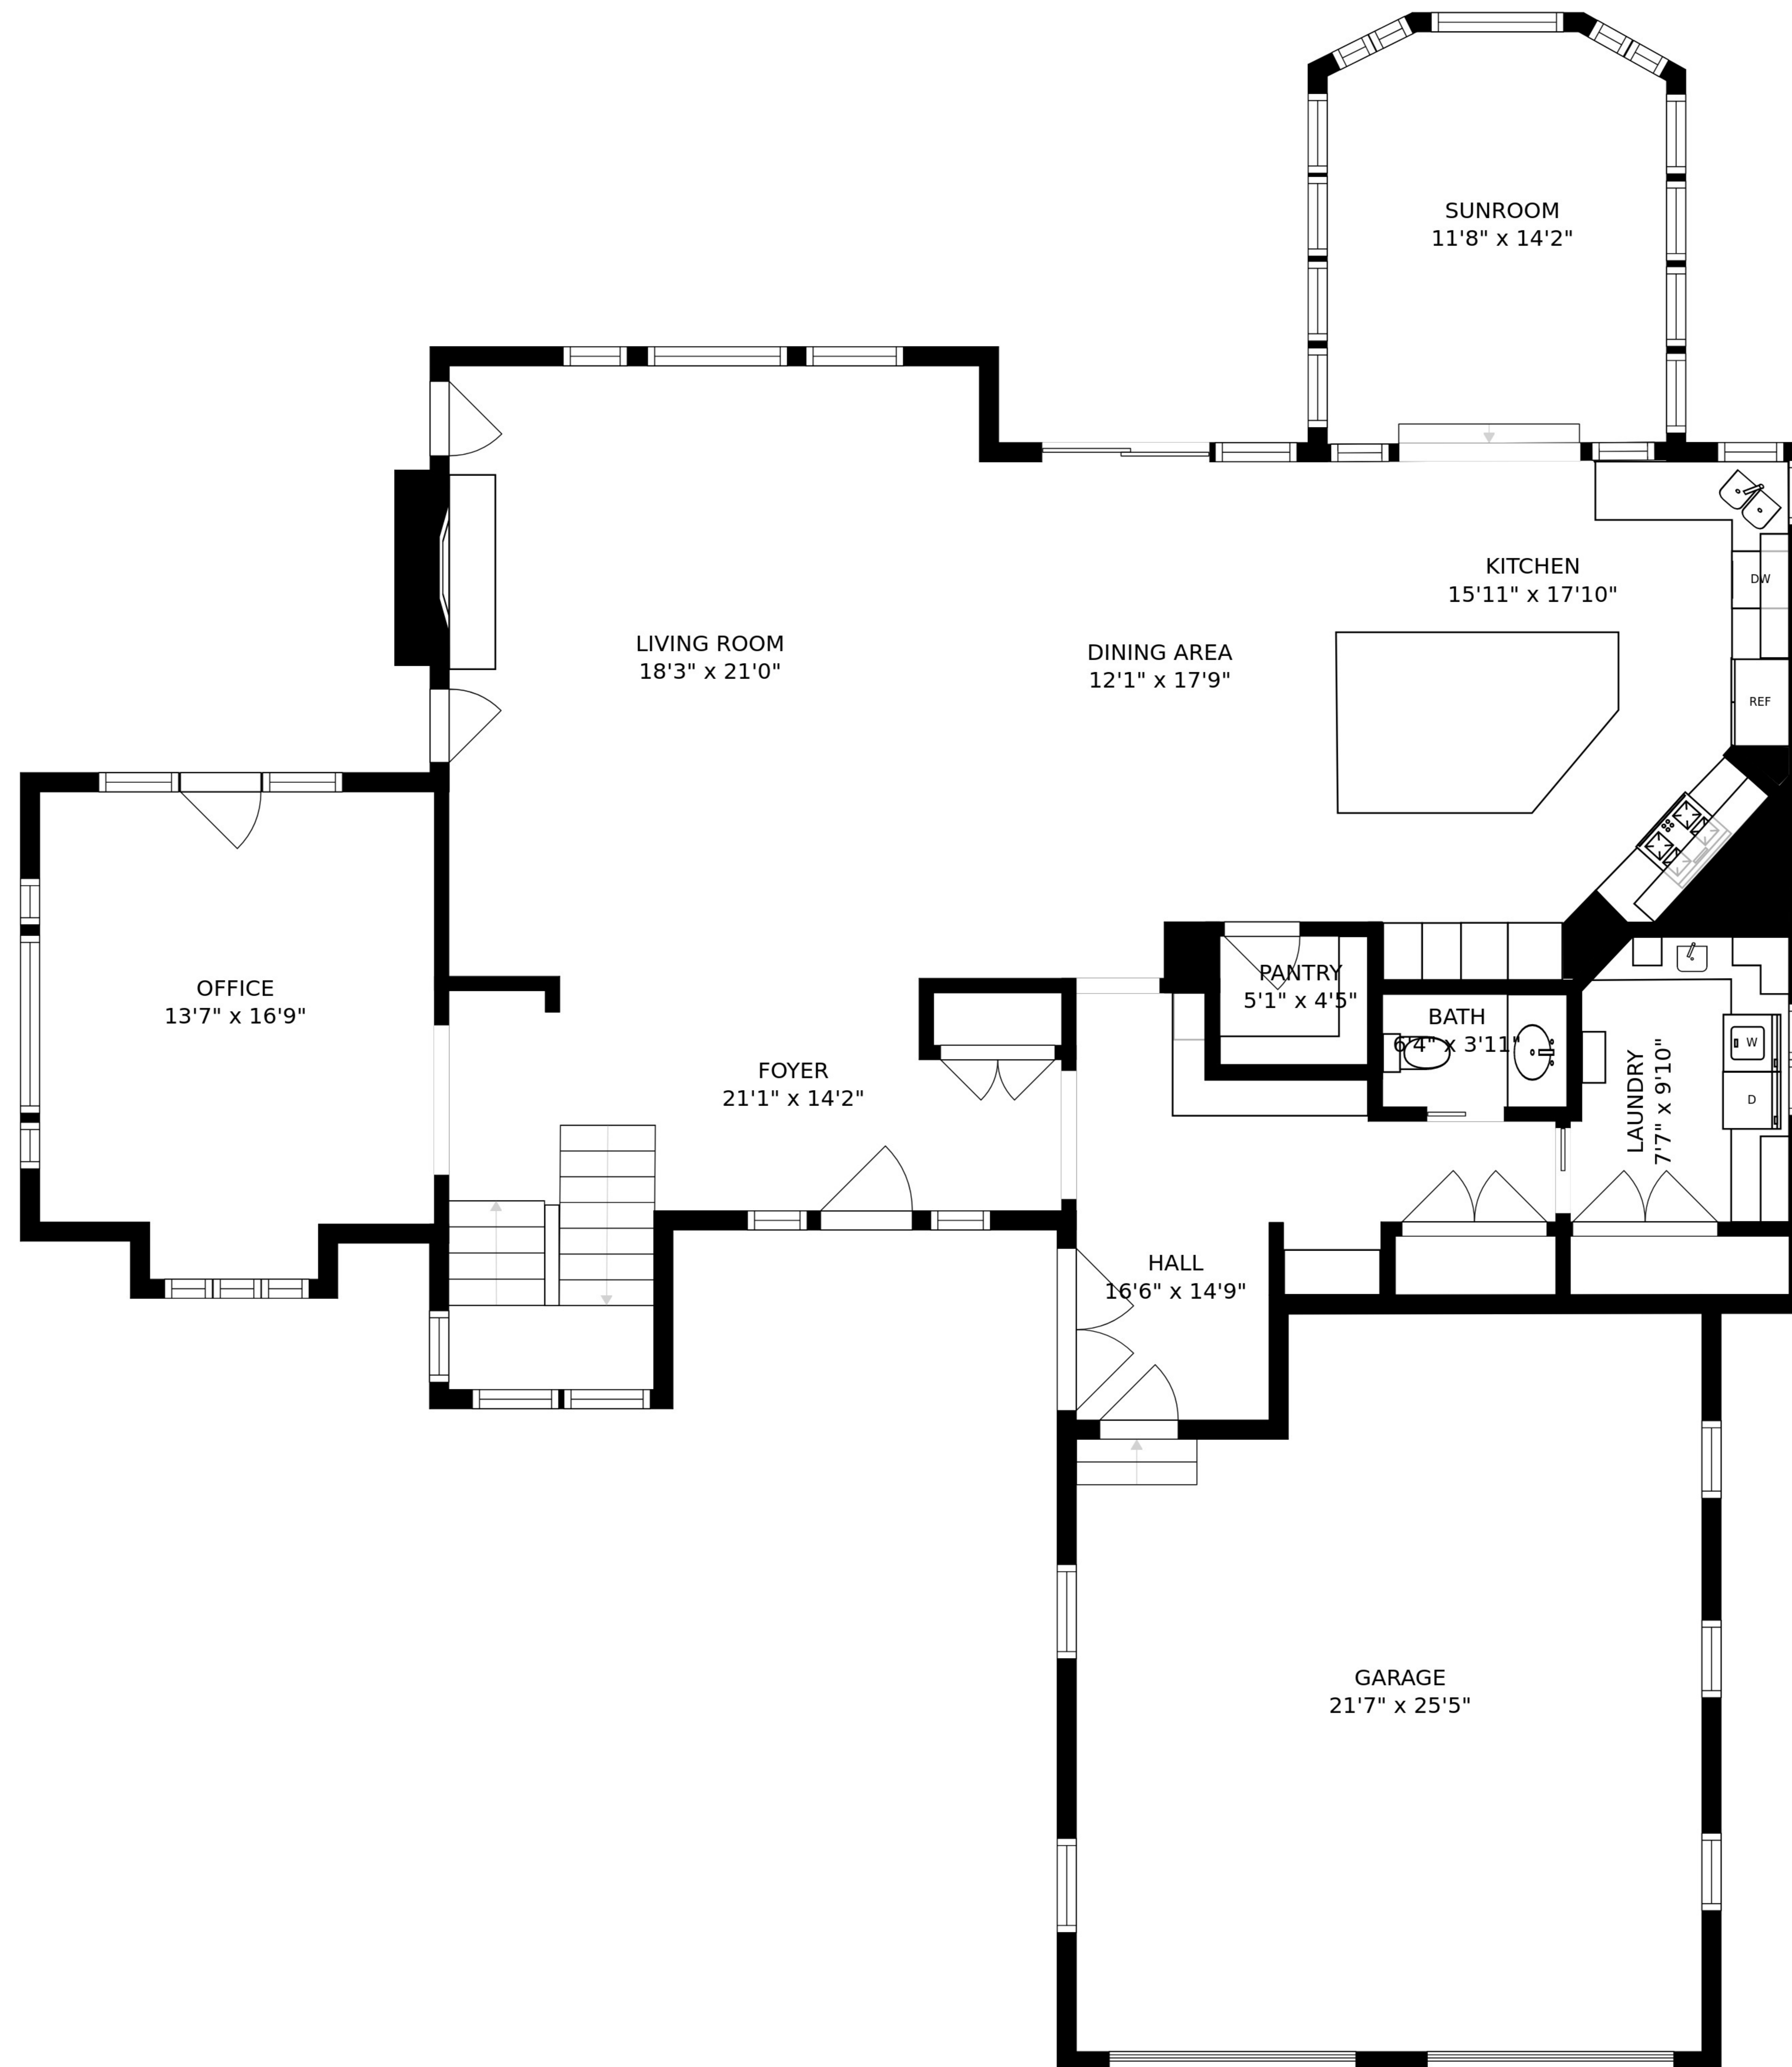 SUNROOM
11'8" x 14'2"
KITCHEN
15'11" x 17'10"
DW
LIVING ROOM
18'3" x 21'0"
DINING AREA
12'1" x 17'9"
REF
OFFICE
13'7" x 16'9"
PANTRY
5'1" x 4'5"
BATH
6'4" x 3'11"
FOYER
21'1" x 14'2"
LAUNDRY
7'7" x 9'10"
W
D
HALL
16'6" x 14'9"
GARAGE
21'7" x 25'5"